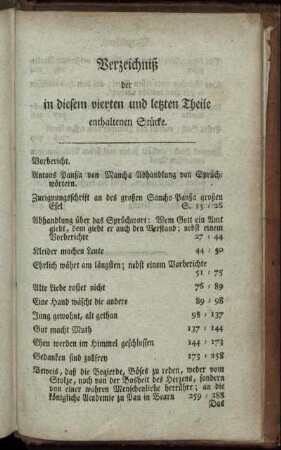 Verzeichniß
der
in diesem vierten und letzten Theile
enthaltenen Stücke.
Vorbericht.
Antons Panßa von Mancha Abhandlung von Sprüch
wörtern.
Zueignungsschrift an des großen Sancho Panßa großen
Esel S. 15 : 26
Abhandlung über das Sprüchwort: Wem Gott ein Amt
giebt, dem giebt er auch den Verstand; nebst einem
Vorberichte 27 : 44
Kleider machen Leute 44 : 50
Ehrlich währt am längsten; nebst einem Vorberichte
51 : 75
Alte Liebe rostet nicht 76 : 89
Eine Hand wäscht die andere 89 : 98
Jung gewohnt, alt gethan 98 : 137
Gut macht Muth 137 : 144
Ehen werden im Himmel geschlossen 144 : 173
Gedanken sind zollfrey 173 : 258
Beweis, daß die Begierde, Böses zu reden, weder vom
Stolze, noch von der Bosheit des Herzens, sondern
von einer wahren Menschenliebe herrühre; an die
königliche Academie zu Pau in Bearn 259 : 288
Das